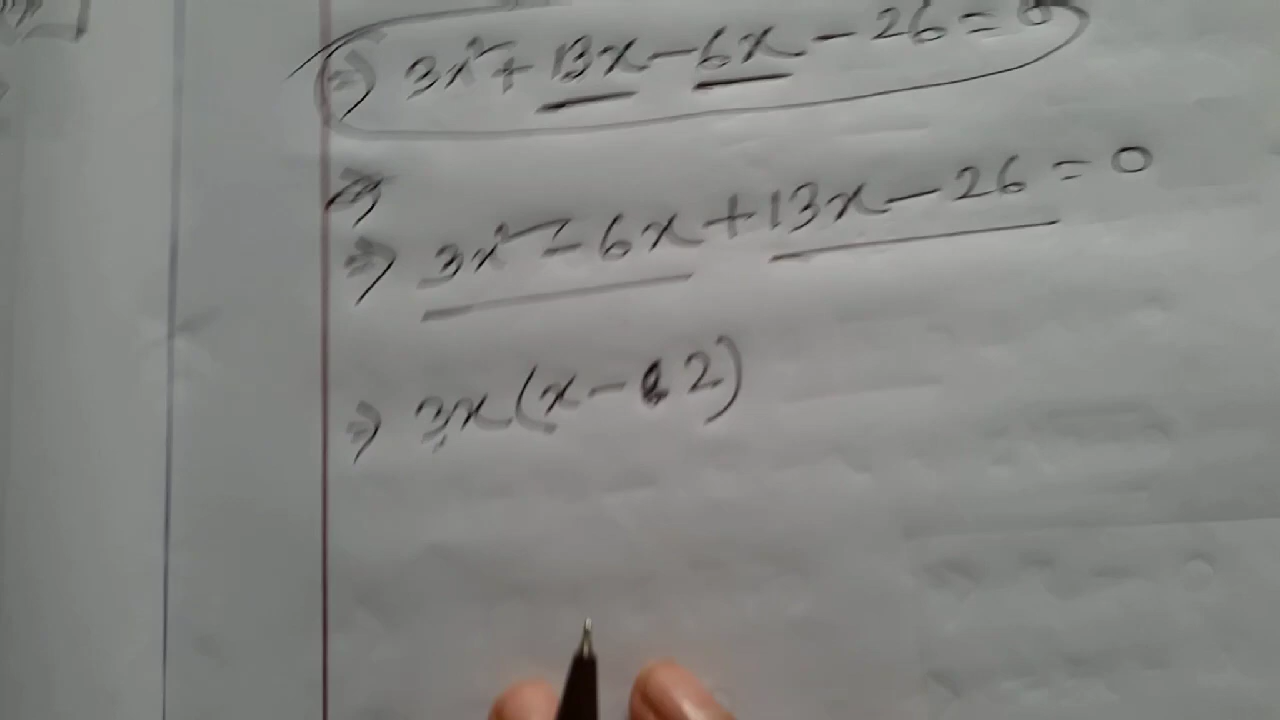 ⇒ 3x² + 13x - 6x - 26 = 0
⇒
⇒ 3x² - 6x + 13x - 26 = 0
⇒ 3x(x - 2)